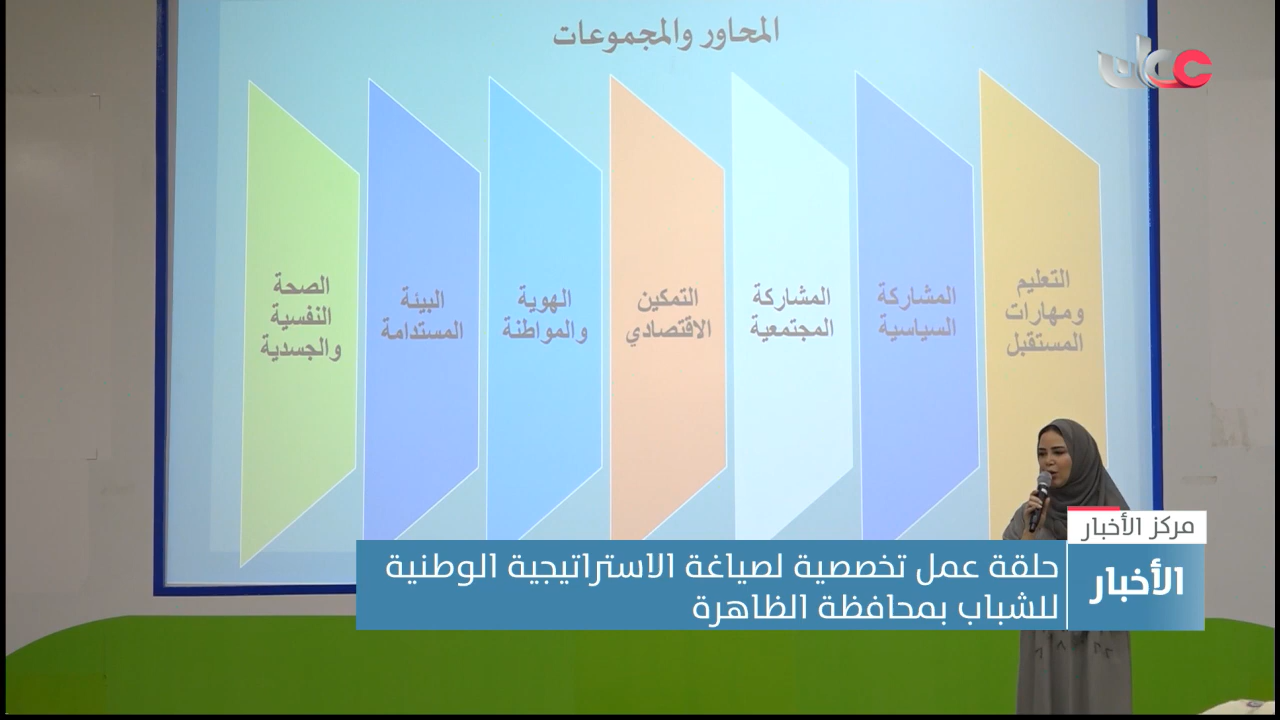 المحاور والمجموعات
عمان
التعليم
ومهارات
المستقبل
المشاركة
السياسية
المشاركة
المجتمعية
التمكين
الاقتصادي
الهوية
والمواطنة
البيئة
المستدامة
الصحة
النفسية
والجسدية
مركز الأخبار
الأخبار
حلقة عمل تخصصية لصياغة الاستراتيجية الوطنية
للشباب بمحافظة الظاهرة